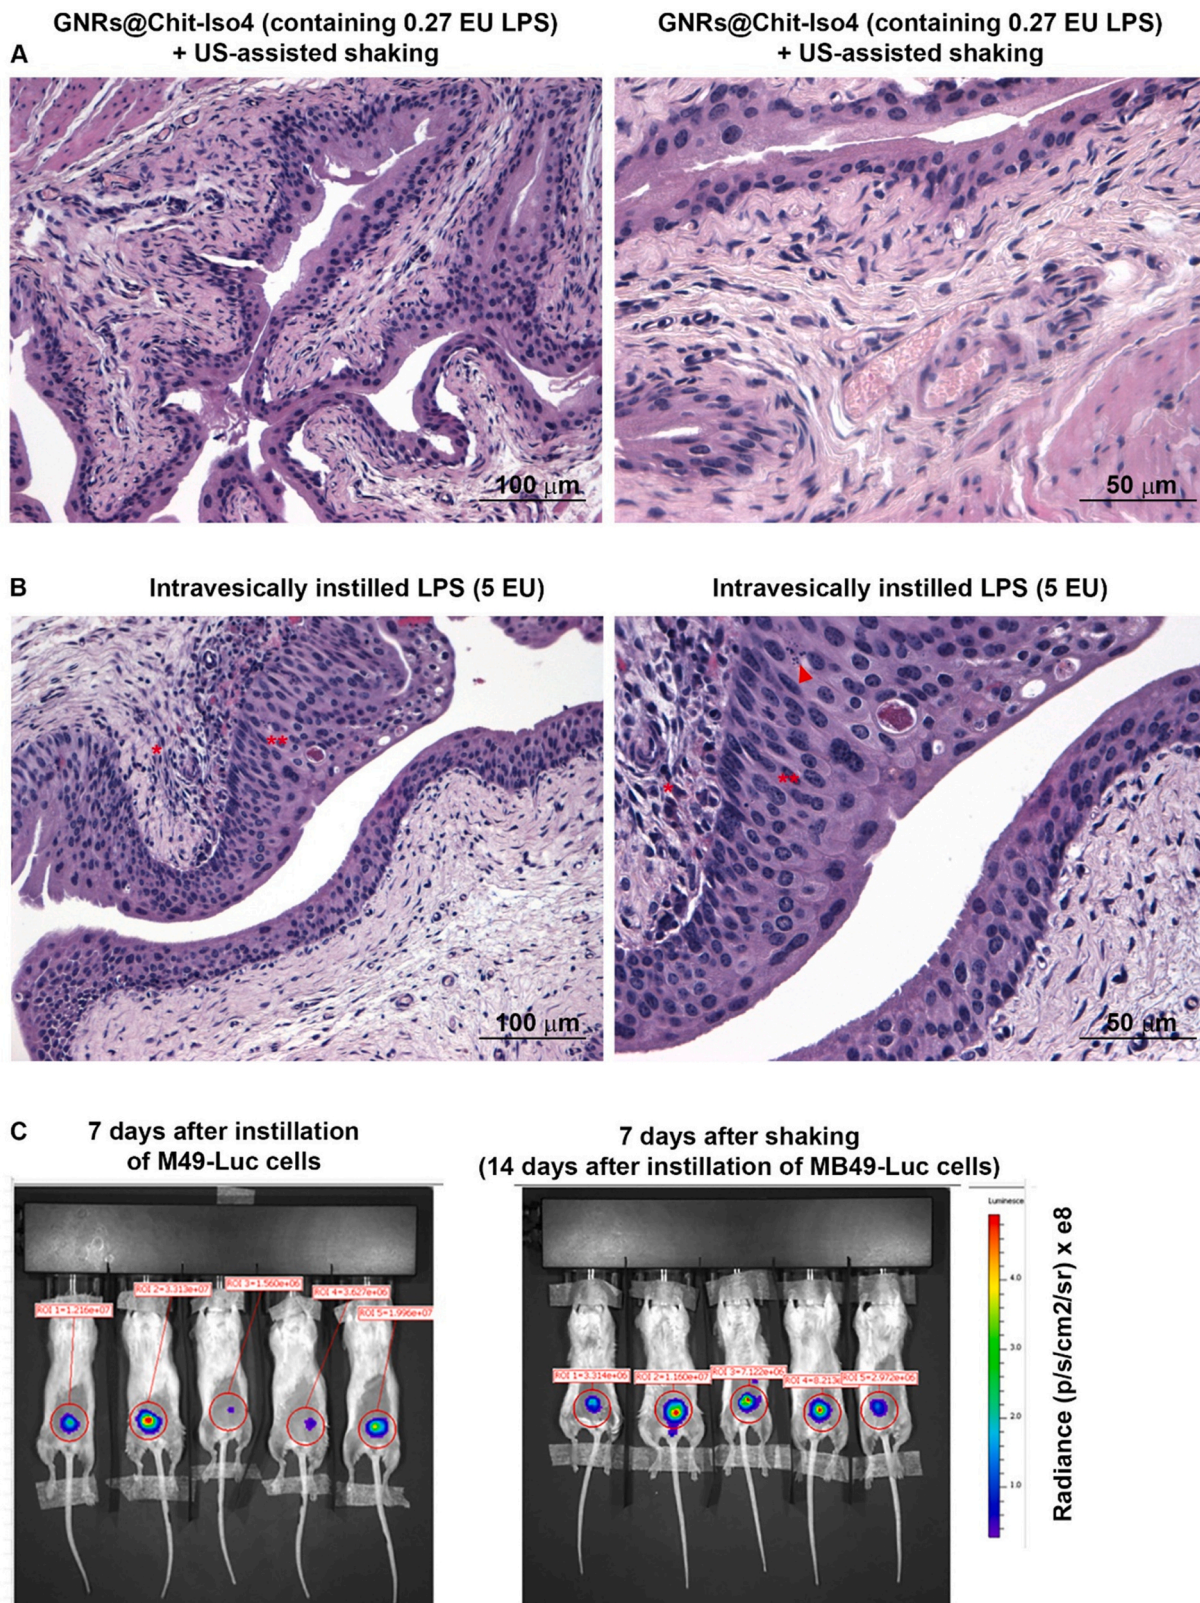 GNRs@Chit-Iso4 (containing 0.27 EU LPS)
+ US-assisted shaking
GNRs@Chit-Iso4 (containing 0.27 EU LPS)
+ US-assisted shaking
A
100 µm
50 µm
B
Intravesically instilled LPS (5 EU)
Intravesically instilled LPS (5 EU)
*
**
100 µm
*
**
50 µm
C
7 days after instillation
of M49-Luc cells
7 days after shaking
(14 days after instillation of MB49-Luc cells)
ROI 1=1.216e+07
ROI 2=3.313e+07
ROI 3=1.560e+06
ROI 4=3.627e+06
ROI 5=1.996e+07
ROI 1=3.314e+06
ROI 2=1.160e+07
ROI 3=7.122e+06
ROI 4=8.213e
ROI 5=2.972e+06
Luminesce
4.0
3.0
2.0
1.0
Radiance (p/s/cm2/sr) x e8